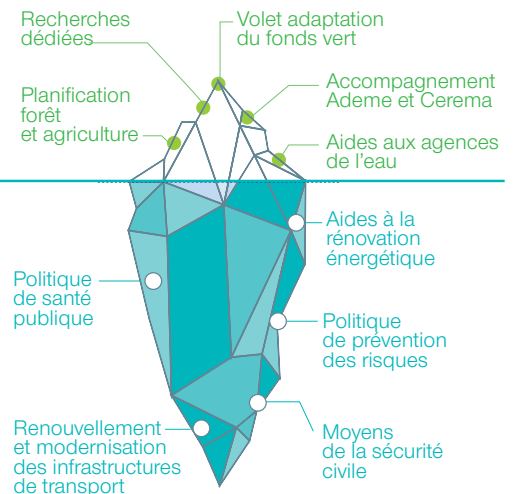 Recherches
dédiées
Volet adaptation
du fonds vert
Planification
forêt
et agriculture
Accompagnement
Ademe et Cerema
Aides aux agences
de l'eau
Aides à la
rénovation
énergétique
Politique
de santé
publique
Politique
de prévention
des risques
Renouvellement
et modernisation
des infrastructures
de transport
Moyens
de la sécurité
civile